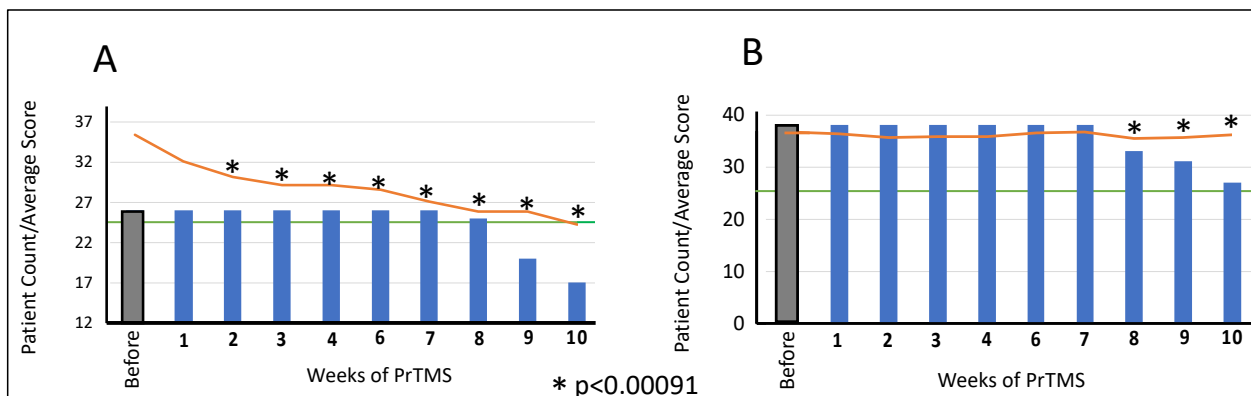 A
Patient Count/Average Score
37
32
27
22
17
12
* * * * * * * * *
Before 1 2 3 4 6 7 8 9 10
Weeks of PrTMS
* p<0.00091
B
Patient Count/Average Score
40
30
20
10
0
* * *
Before 1 2 3 4 6 7 8 9 10
Weeks of PrTMS